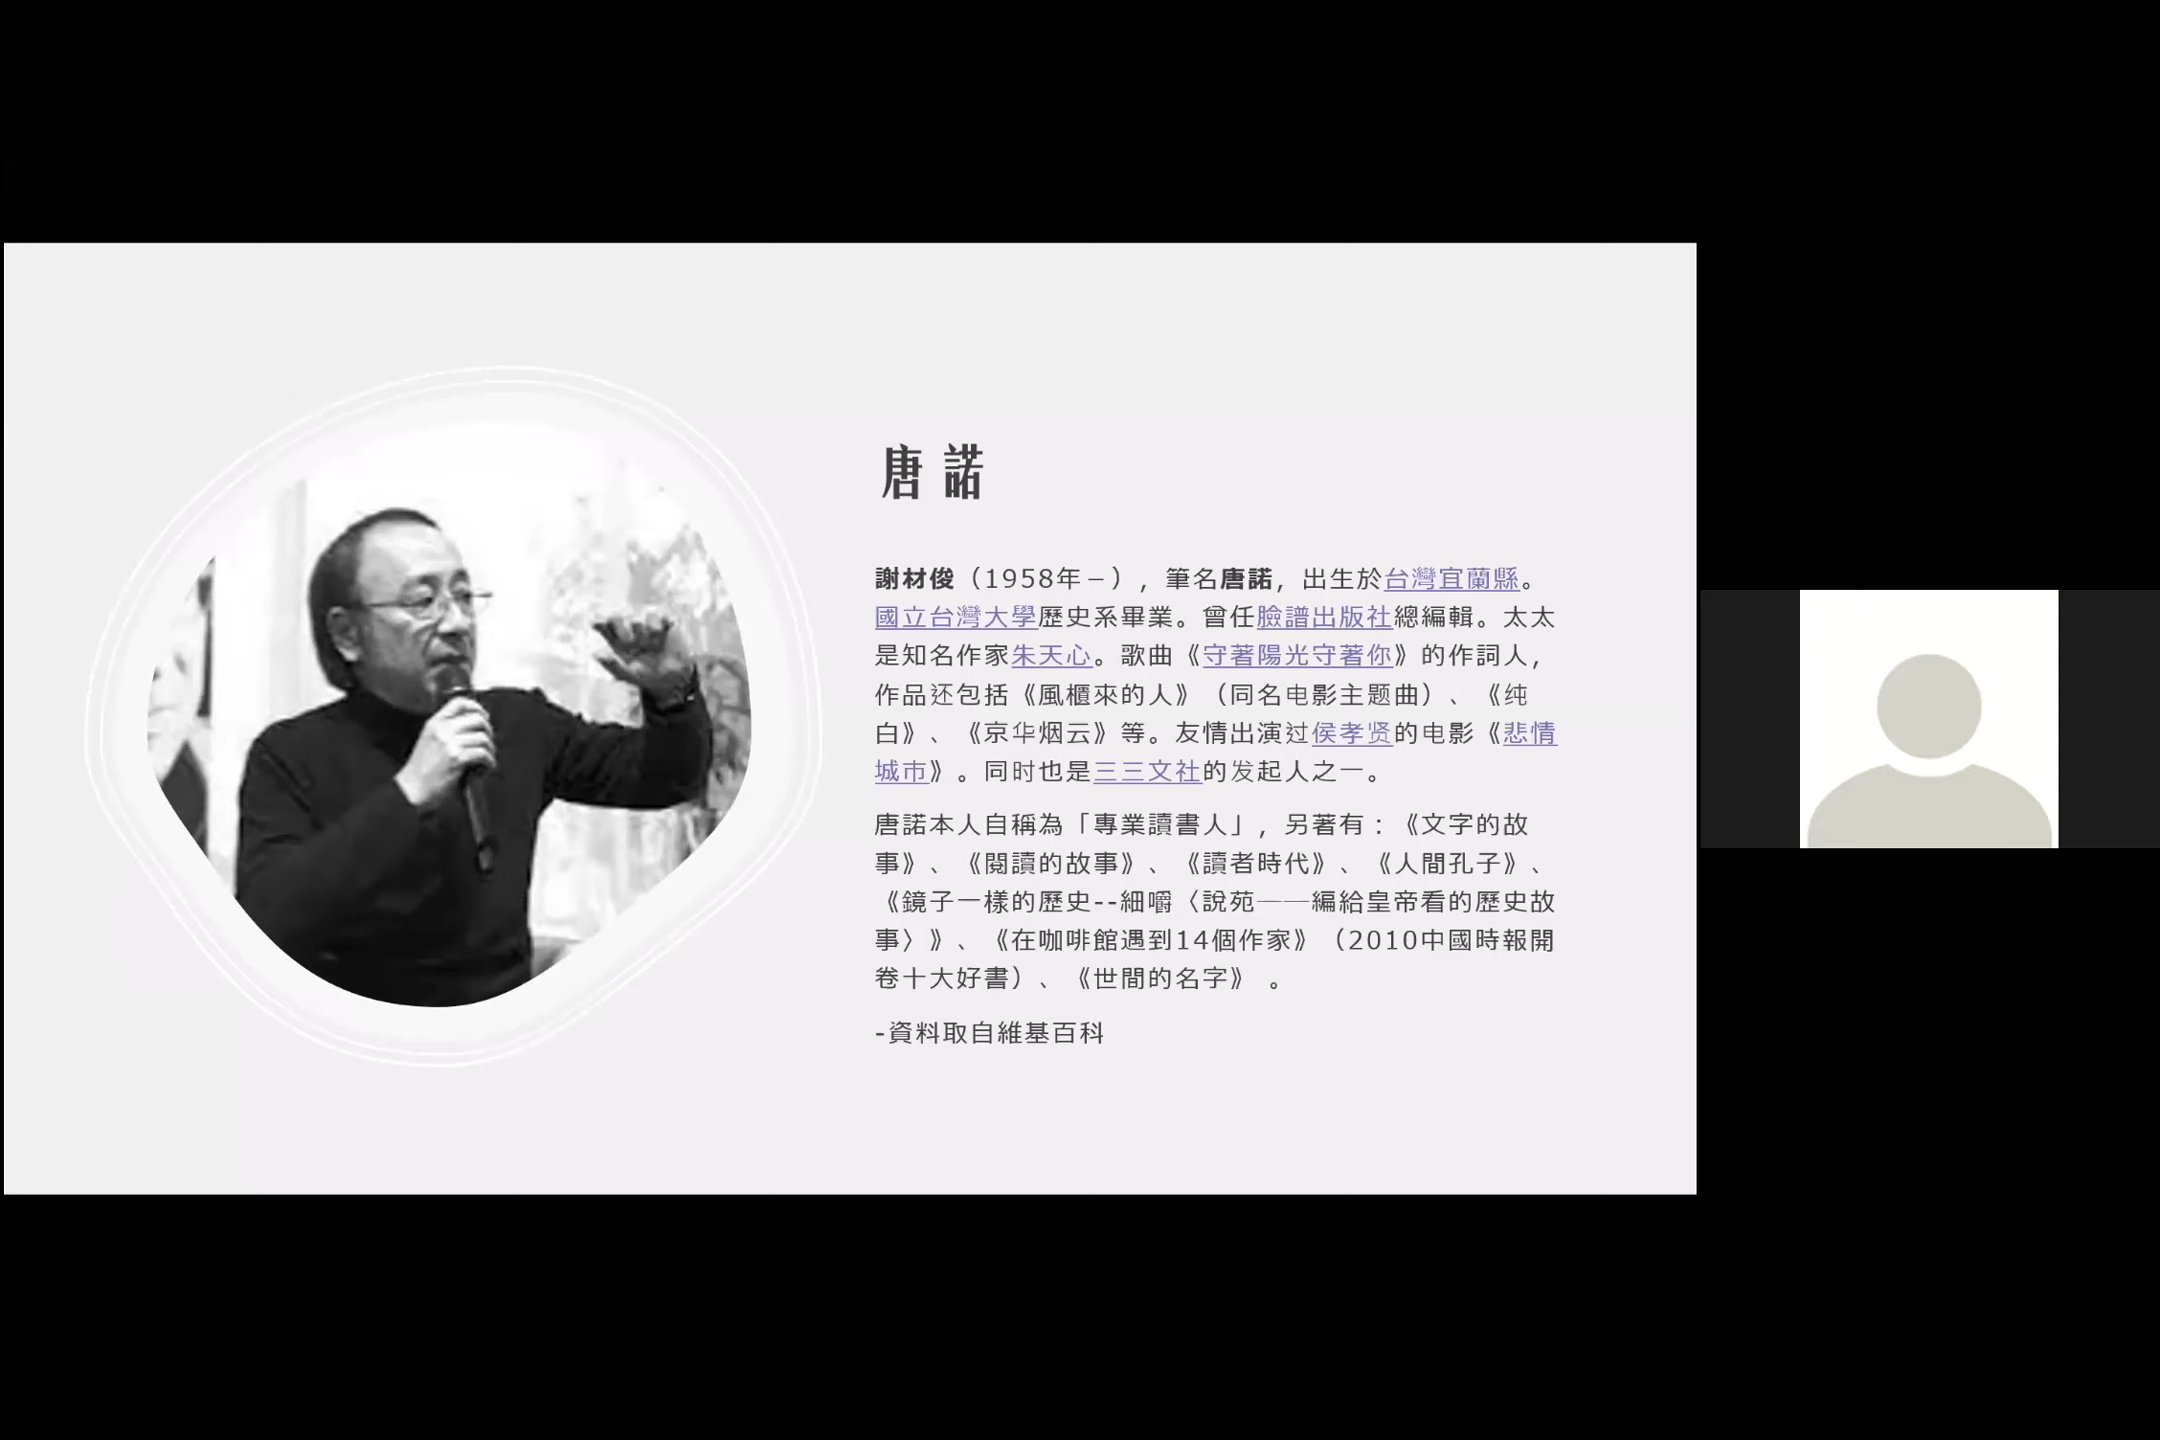 唐諾
謝材俊（1958年－），筆名唐諾，出生於台灣宜蘭縣。
國立台灣大學歷史系畢業。曾任臉譜出版社總編輯。太太
是知名作家朱天心。歌曲《守著陽光守著你》的作詞人，
作品还包括《風櫃來的人》（同名电影主题曲）、《纯
白》、《京华烟云》等。友情出演过侯孝贤的电影《悲情
城市》。同时也是三三文社的发起人之一。
唐諾本人自稱為「專業讀書人」，另著有：《文字的故
事》、《閱讀的故事》、《讀者時代》、《人間孔子》、
《鏡子一樣的歷史--細嚼〈說苑──編給皇帝看的歷史故
事〉》、《在咖啡館遇到14個作家》（2010中國時報開
卷十大好書）、《世間的名字》 。
-資料取自維基百科